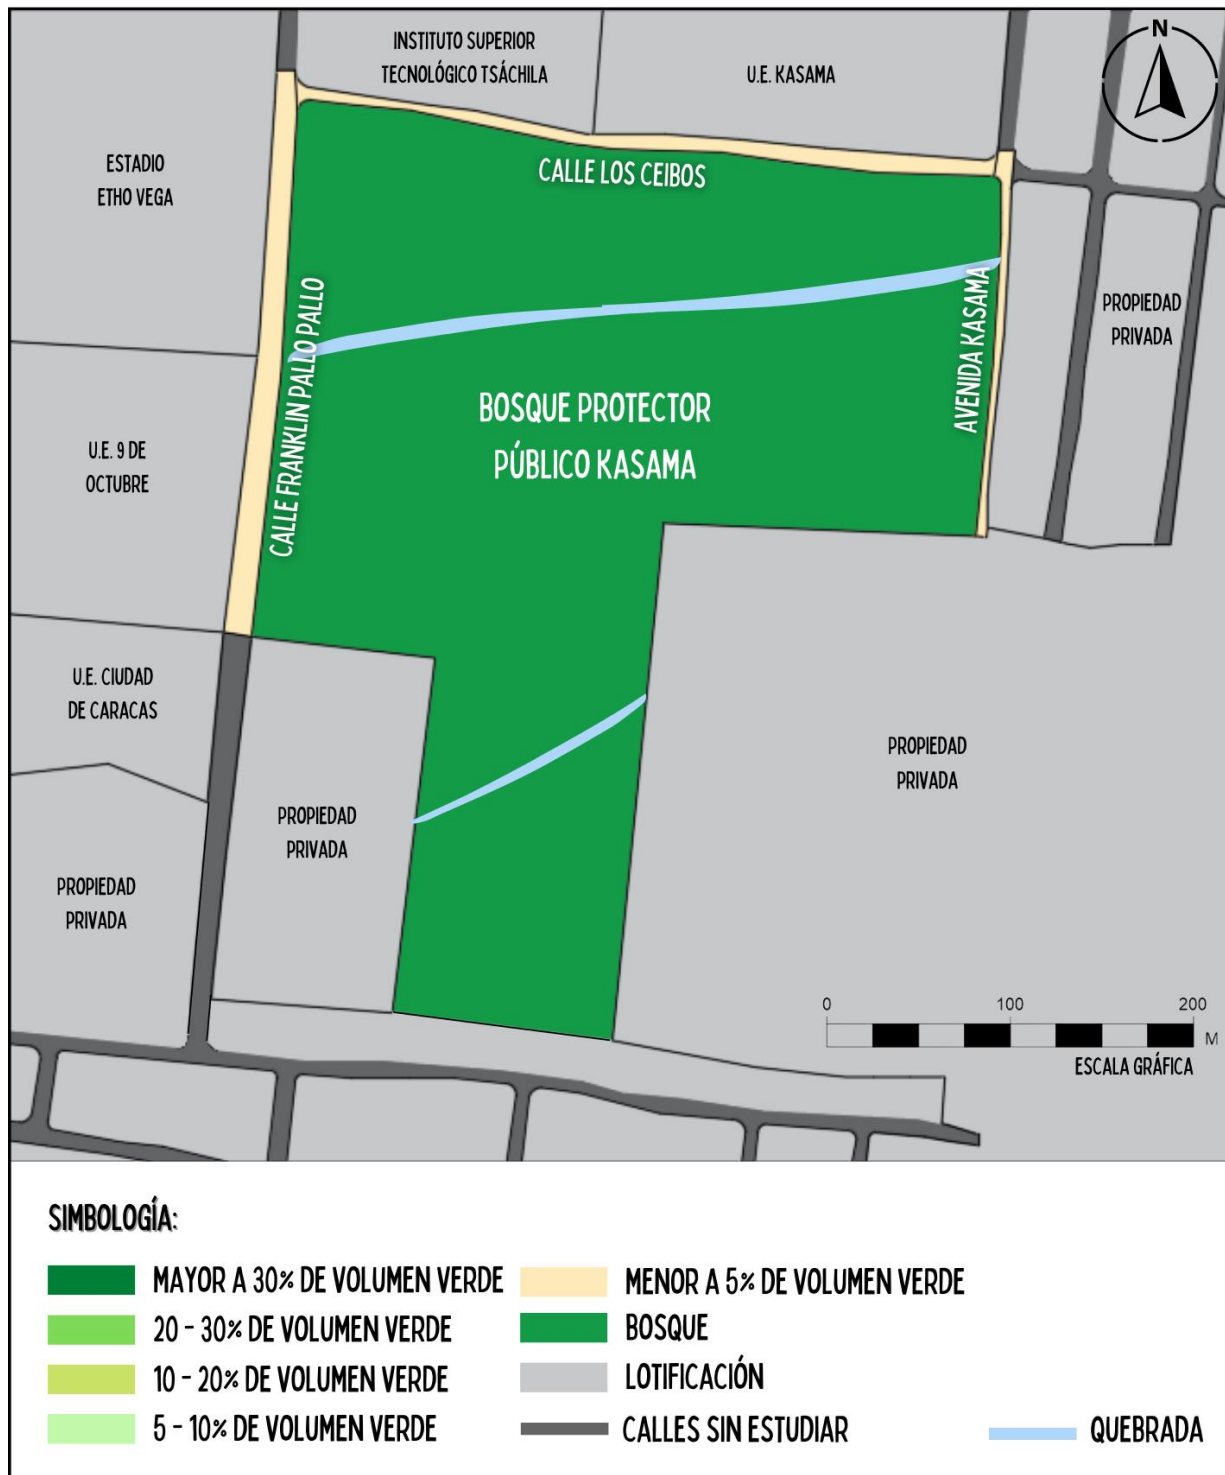 INSTITUTO SUPERIOR
TECNOLÓGICO TSÁCHILA
U.E. KASAMA
N
ESTADIO
ETHO VEGA
CALLE LOS CEIBOS
CALLE FRANKLIN PALLO PALLO
AVENIDA KASAMA
PROPIEDAD
PRIVADA
BOSQUE PROTECTOR
PÚBLICO KASAMA
U.E. 9 DE
OCTUBRE
U.E. CIUDAD
DE CARACAS
PROPIEDAD
PRIVADA
PROPIEDAD
PRIVADA
PROPIEDAD
PRIVADA
0 100 200
M
ESCALA GRÁFICA
SIMBOLOGÍA:
MAYOR A 30% DE VOLUMEN VERDE
20 - 30% DE VOLUMEN VERDE
10 - 20% DE VOLUMEN VERDE
5 - 10% DE VOLUMEN VERDE
MENOR A 5% DE VOLUMEN VERDE
BOSQUE
LOTIFICACIÓN
CALLES SIN ESTUDIAR
QUEBRADA